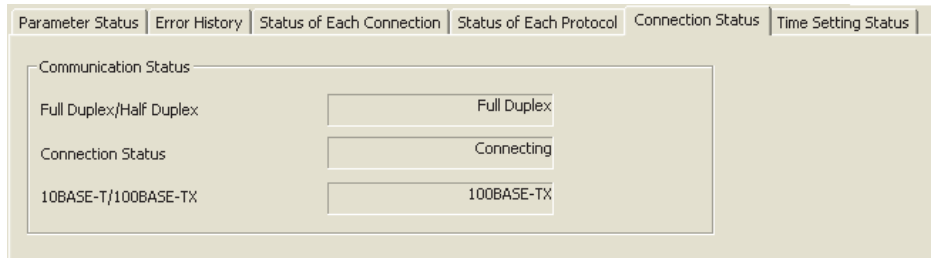 Parameter Status Error History Status of Each Connection Status of Each Protocol Connection Status Time Setting Status
Communication Status
Full Duplex/Half Duplex Full Duplex
Connection Status Connecting
10BASE-T/100BASE-TX 100BASE-TX